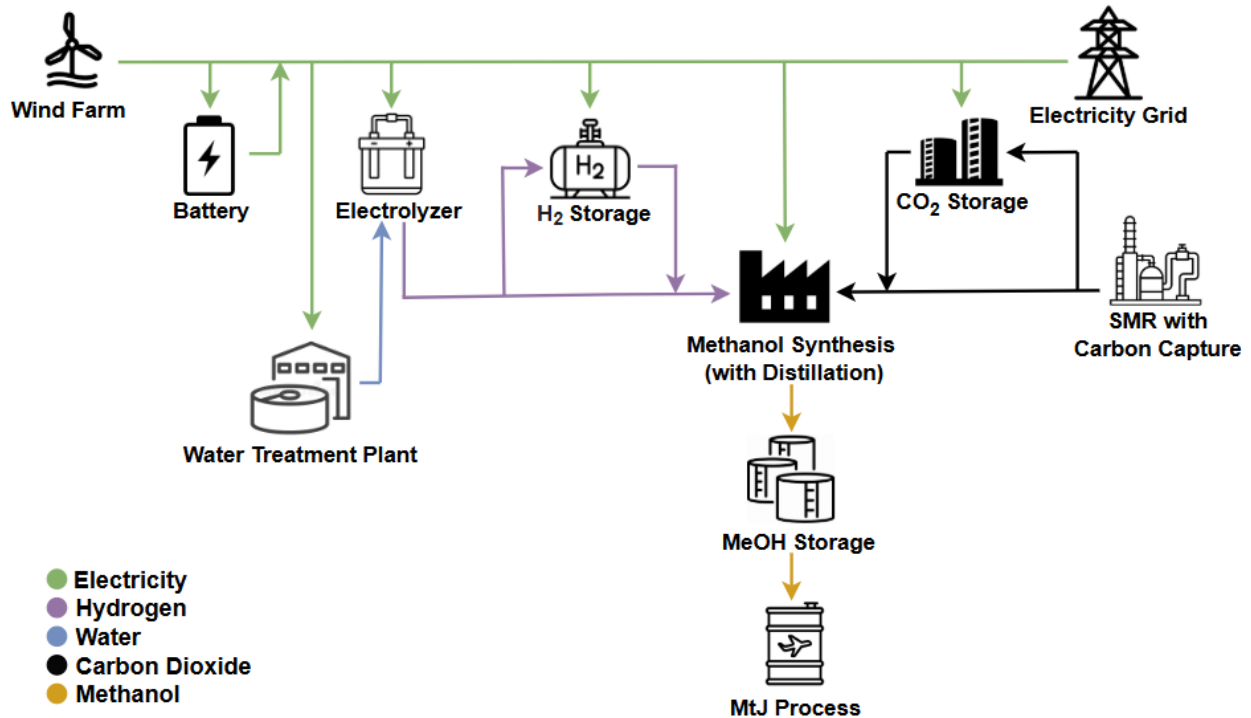 Wind Farm
Electricity Grid
Battery
Electrolyzer
H₂
H₂ Storage
CO₂ Storage
SMR with
Carbon Capture
Methanol Synthesis
(with Distillation)
Water Treatment Plant
MeOH Storage
Electricity
Hydrogen
Water
Carbon Dioxide
Methanol
MtJ Process